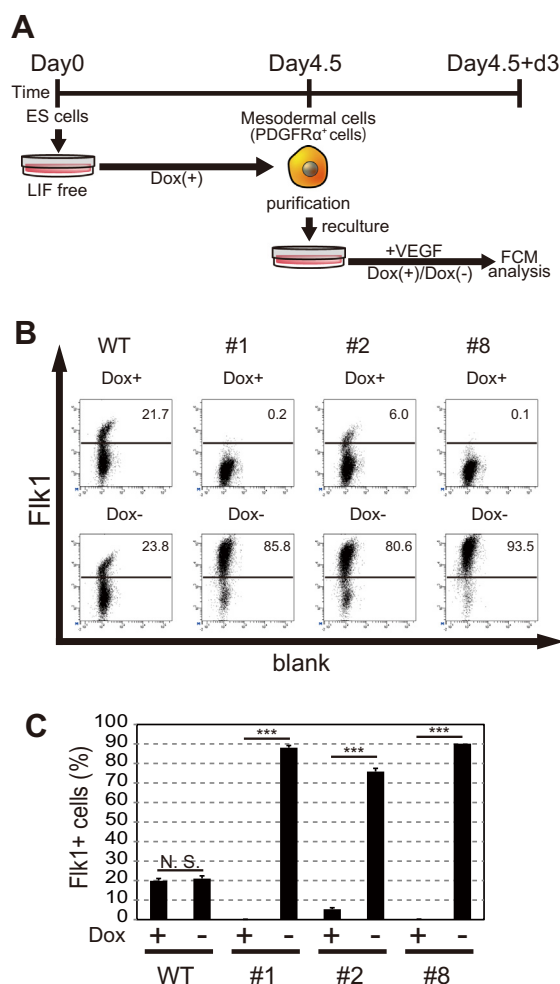 A
Day0 Day4.5 Day4.5+d3
Time
ES cells
Mesodermal cells
(PDGFRα⁺ cells)
LIF free
Dox(+)
purification
reculture
+VEGF
Dox(+)/Dox(-)
FCM
analysis
B
WT #1 #2 #8
Dox+ Dox+ Dox+ Dox+
21.7 0.2 6.0 0.1
Dox- Dox- Dox- Dox-
23.8 85.8 80.6 93.5
Flk1
blank
C
Flk1+ cells (%)
100
90
80
70
60
50
40
30
20
10
0
N. S.
*** *** ***
Dox + - + - + - + -
WT #1 #2 #8